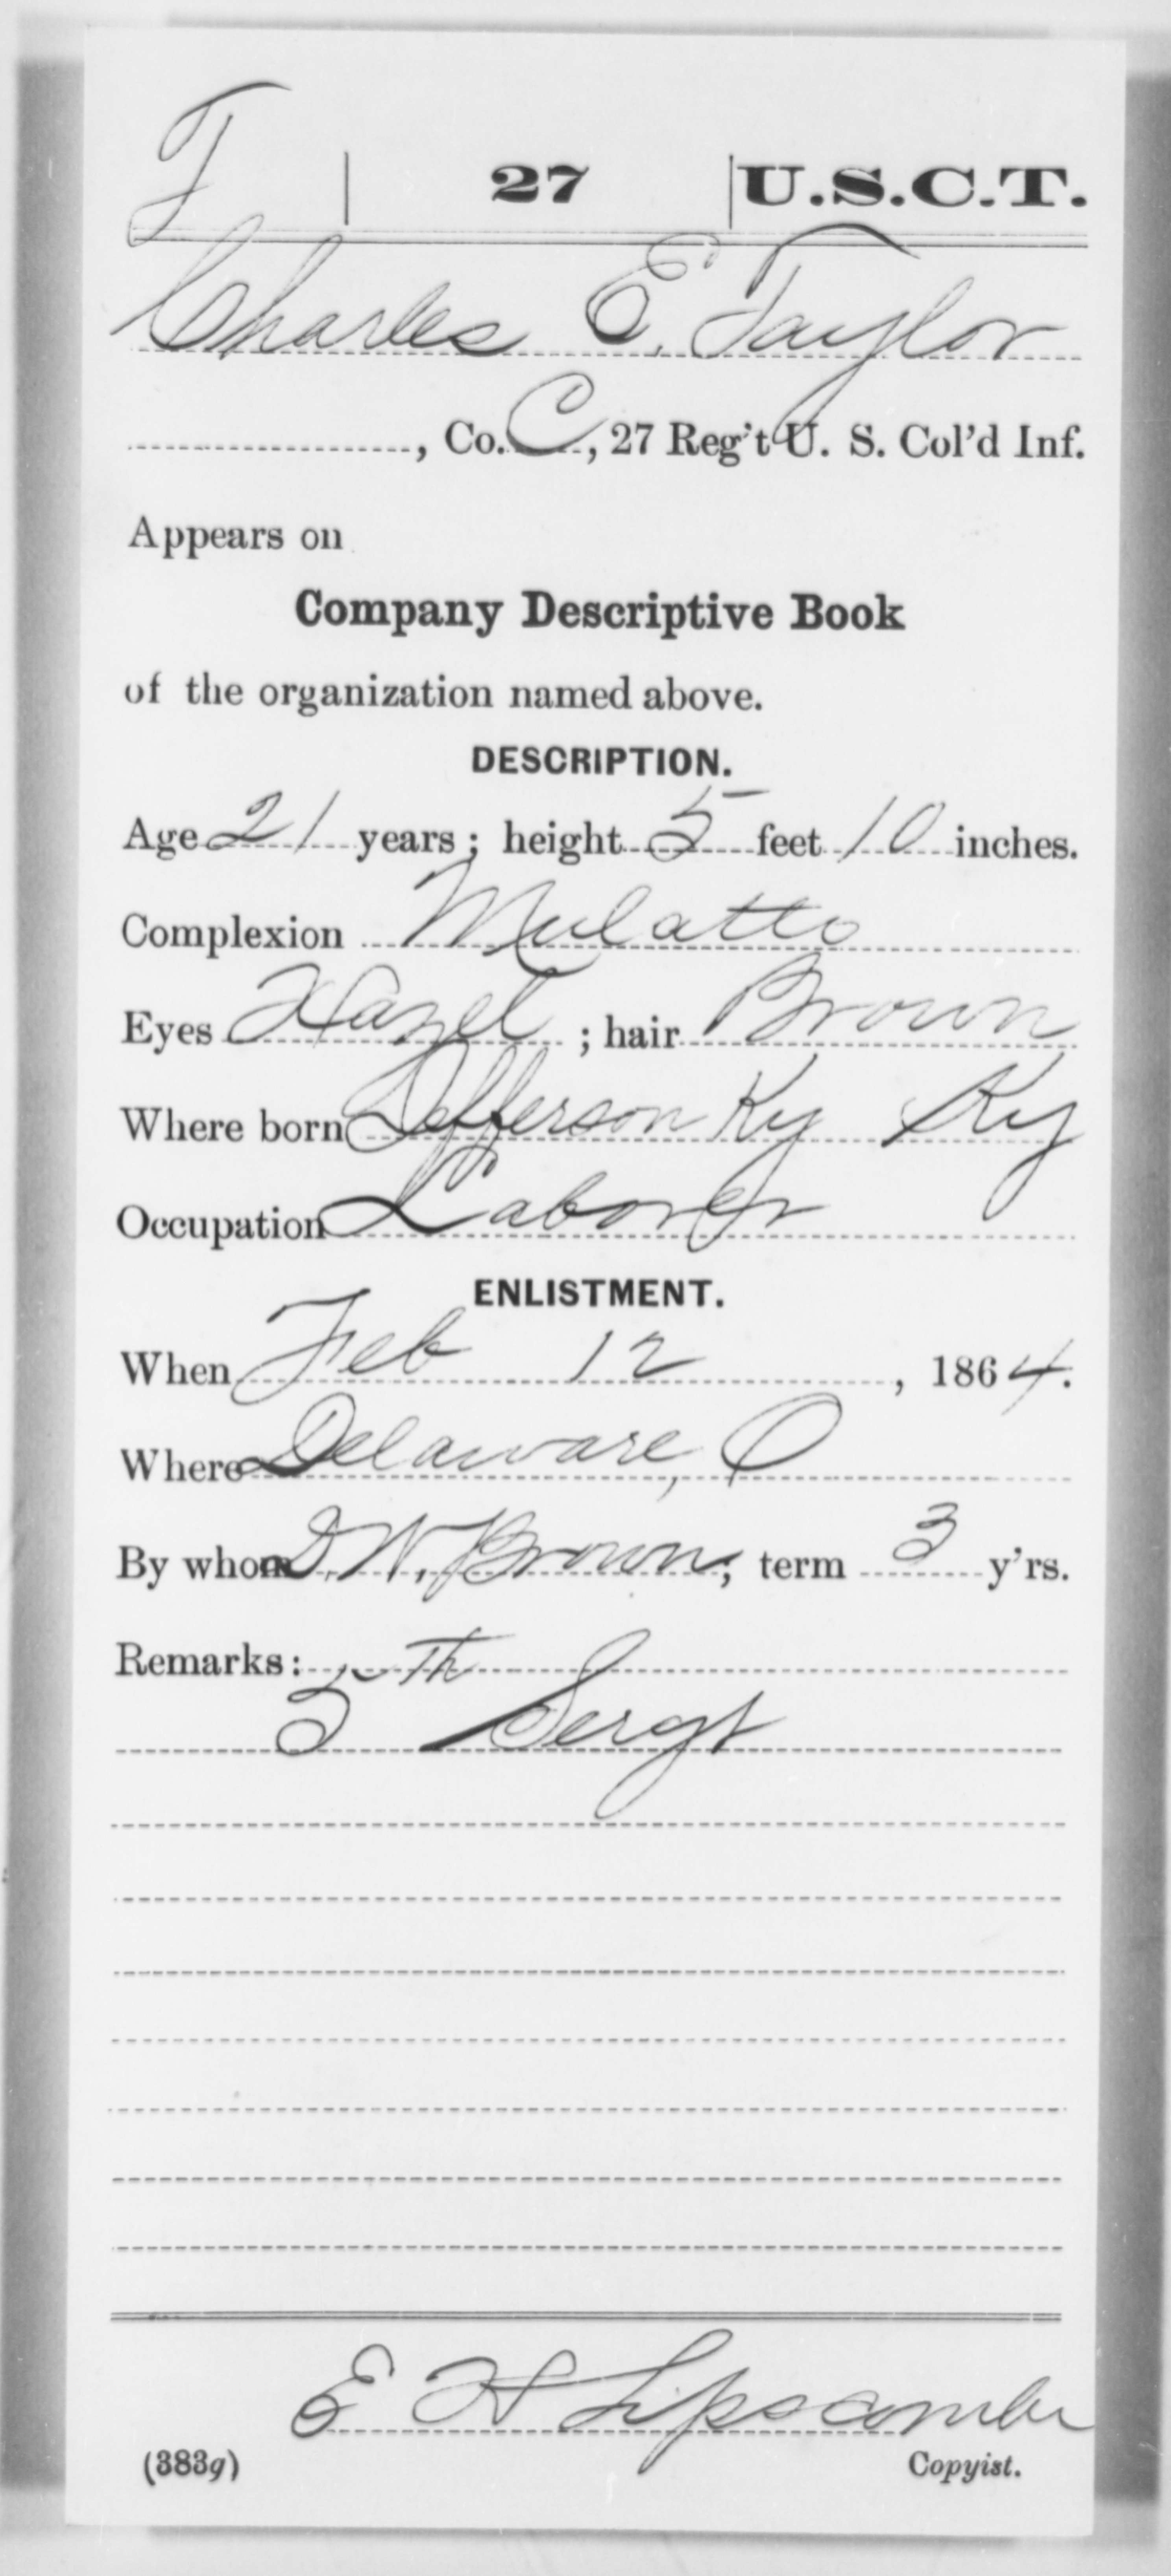 T | 27 | U.S.C.T.
Charles E. Taylor
, Co. C, 27 Reg't U. S. Col'd Inf.
Appears on
Company Descriptive Book
of the organization named above.
DESCRIPTION.
Age 21 years; height 5 feet 10 inches.
Complexion Mulatto
Eyes Hazel; hair Brown
Where born Jefferson Ky Ky
Occupation Laborer
ENLISTMENT.
When Feb 12, 1864.
Where Delaware, O
By whom D. W. Brown; term 3 y'rs.
Remarks:
5th Sergt
E H Lipscombe
(383g) Copyist.